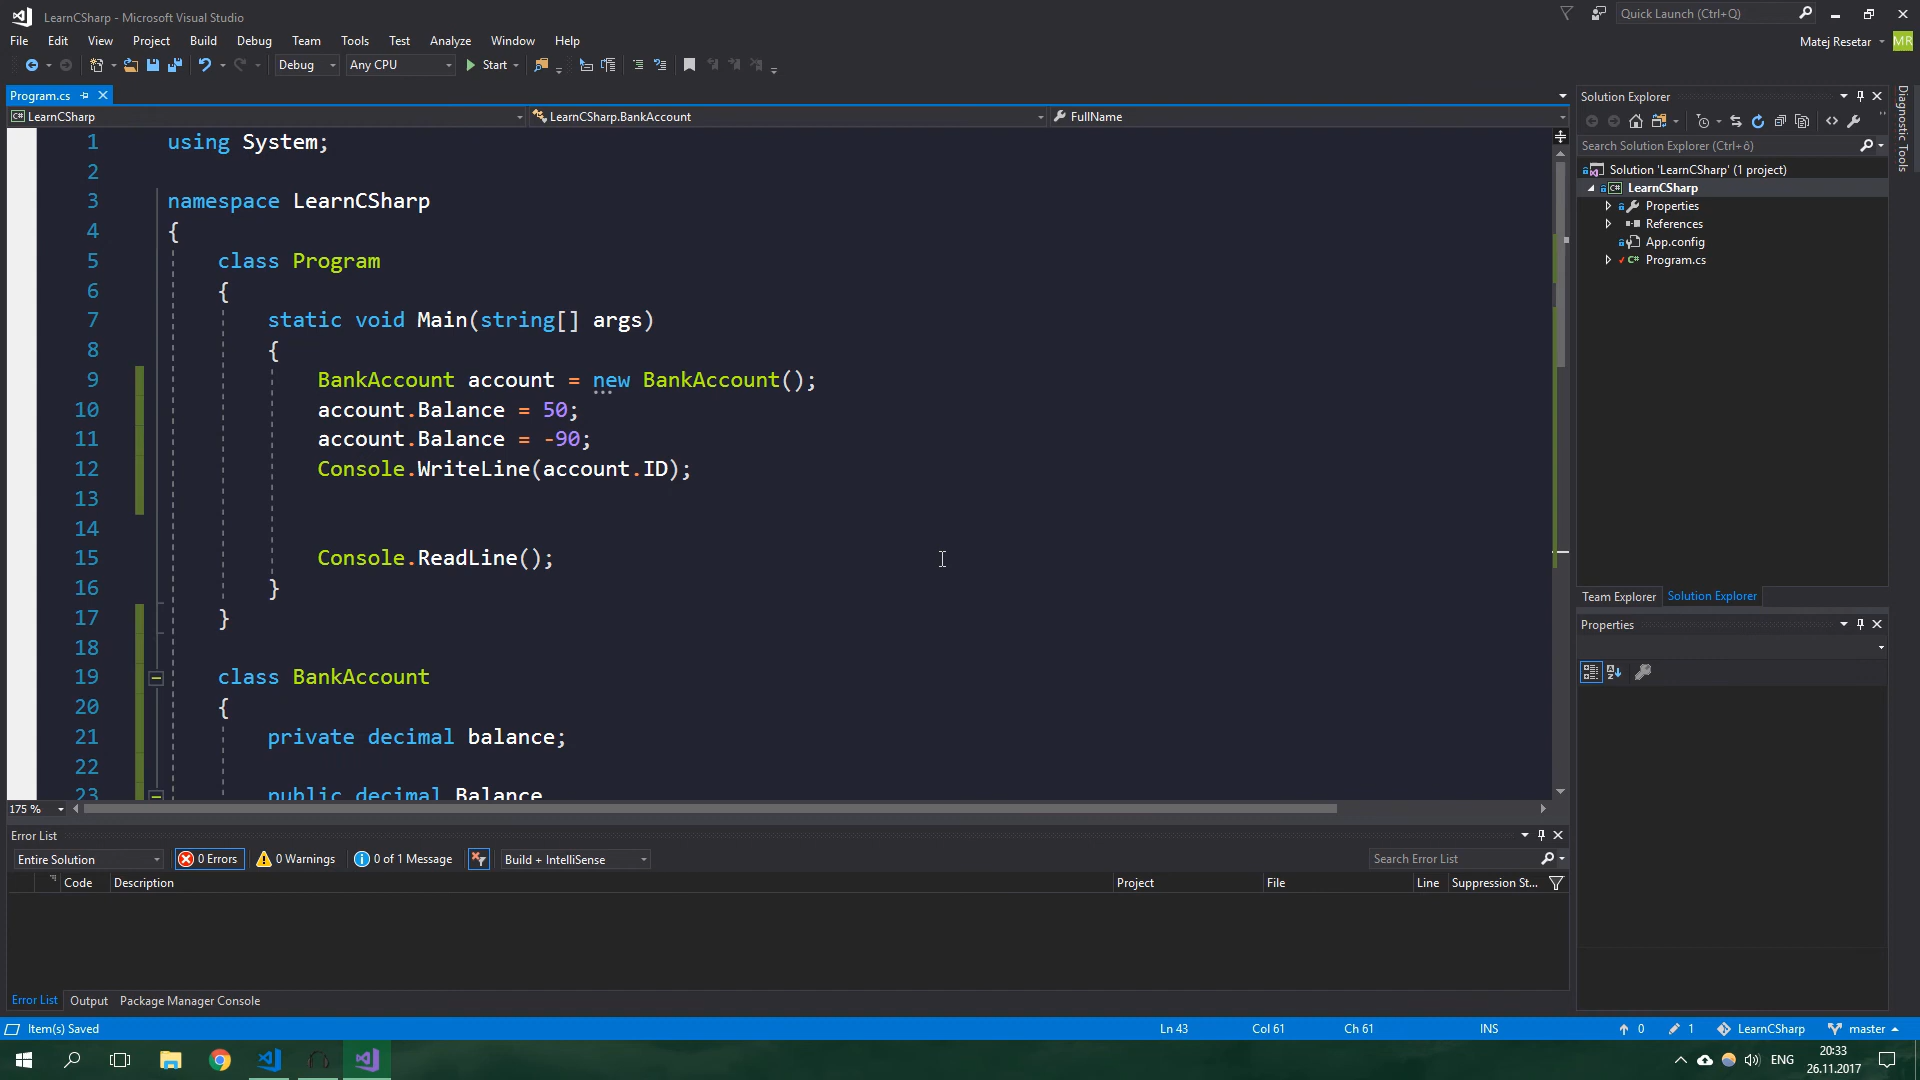 LearnCSharp - Microsoft Visual Studio
Quick Launch (Ctrl+Q)
File Edit View Project Build Debug Team Tools Test Analyze Window Help
Matej Resetar MR
Debug Any CPU Start
Program.cs
LearnCSharp LearnCSharp.BankAccount FullName
1 using System;
2
3 namespace LearnCSharp
4 {
5 class Program
6 {
7 static void Main(string[] args)
8 {
9 BankAccount account = new BankAccount();
10 account.Balance = 50;
11 account.Balance = -90;
12 Console.WriteLine(account.ID);
13
14
15 Console.ReadLine();
16 }
17 }
18
19 class BankAccount
20 {
21 private decimal balance;
22
23 public decimal Balance
175 %
Solution Explorer
Search Solution Explorer (Ctrl+ô)
Solution 'LearnCSharp' (1 project)
LearnCSharp
Properties
References
App.config
Program.cs
Team Explorer Solution Explorer
Properties
Diagnostic Tools
Error List
Entire Solution 0 Errors 0 Warnings 0 of 1 Message Build + IntelliSense Search Error List
Code Description Project File Line Suppression St...
Error List Output Package Manager Console
Item(s) Saved Ln 43 Col 61 Ch 61 INS 0 1 LearnCSharp master
ENG 20:33
26.11.2017